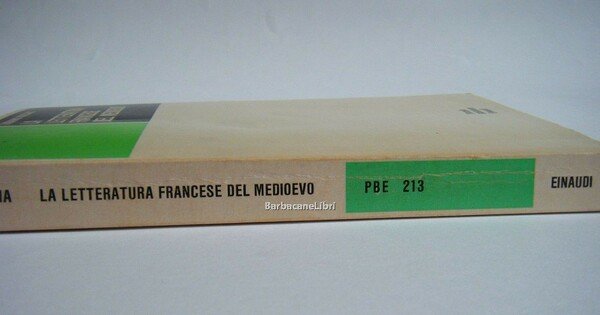 LA LETTERATURA FRANCESE DEL MEDIOEVO PBE 213 EINAUDI
BarbacaneLibri